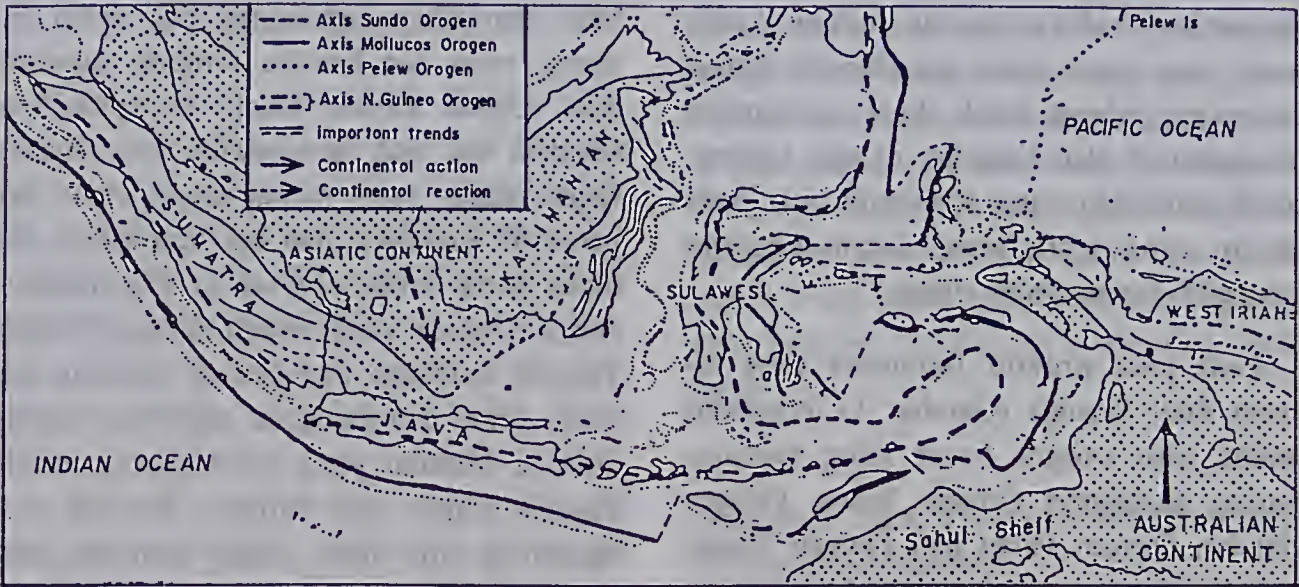 Axis Sundo Orogen
Axis Mollucos Orogen
Axis Pelew Orogen
Axis N.Guineo Orogen
important trends
Continentol action
Continentol reoction
Pelew Is
PACIFIC OCEAN
KALIMANTAN
SUMATRA
ASIATIC CONTINENT
SULAWESI
WEST IRIAN
JAVA
INDIAN OCEAN
Sahul Shelf
AUSTRALIAN
CONTINENT